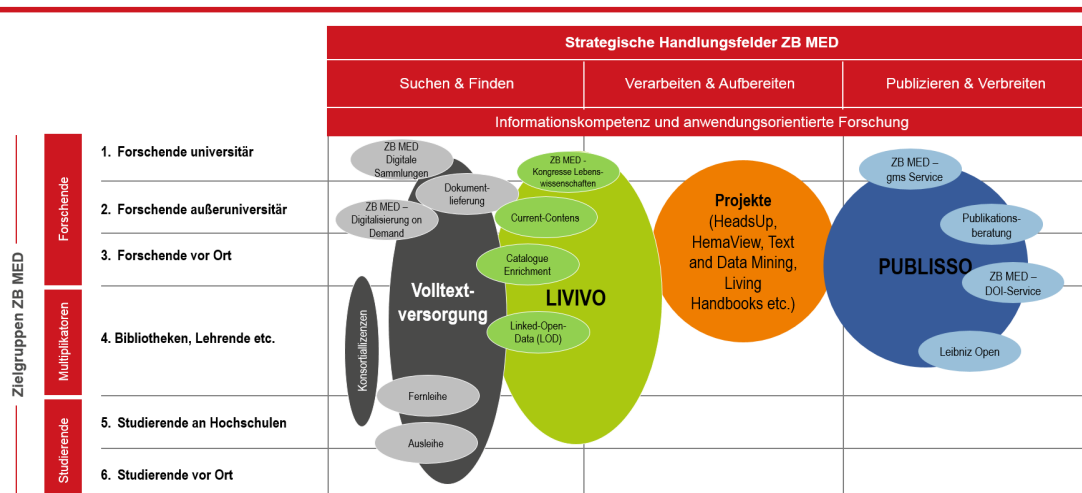 Strategische Handlungsfelder ZB MED
Suchen & Finden
Verarbeiten & Aufbereiten
Publizieren & Verbreiten
Informationskompetenz und anwendungsorientierte Forschung
Zielgruppen ZB MED
Forschende
Multiplikatoren
Studierende
1. Forschende universitär
2. Forschende außeruniversitär
3. Forschende vor Ort
4. Bibliotheken, Lehrende etc.
5. Studierende an Hochschulen
6. Studierende vor Ort
ZB MED
Digitale
Sammlungen
Dokument-
lieferung
ZB MED –
Digitalisierung on
Demand
Volltext-
versorgung
Konsortiallizenzen
Fernleihe
Ausleihe
ZB MED -
Kongresse Lebens-
wissenschaften
Current-Contens
Catalogue
Enrichment
LIVIVO
Linked-Open-
Data (LOD)
Projekte
(HeadsUp,
HemaView, Text
and Data Mining,
Living
Handbooks etc.)
ZB MED –
gms Service
Publikations-
beratung
PUBLISSO
ZB MED –
DOI-Service
Leibniz Open